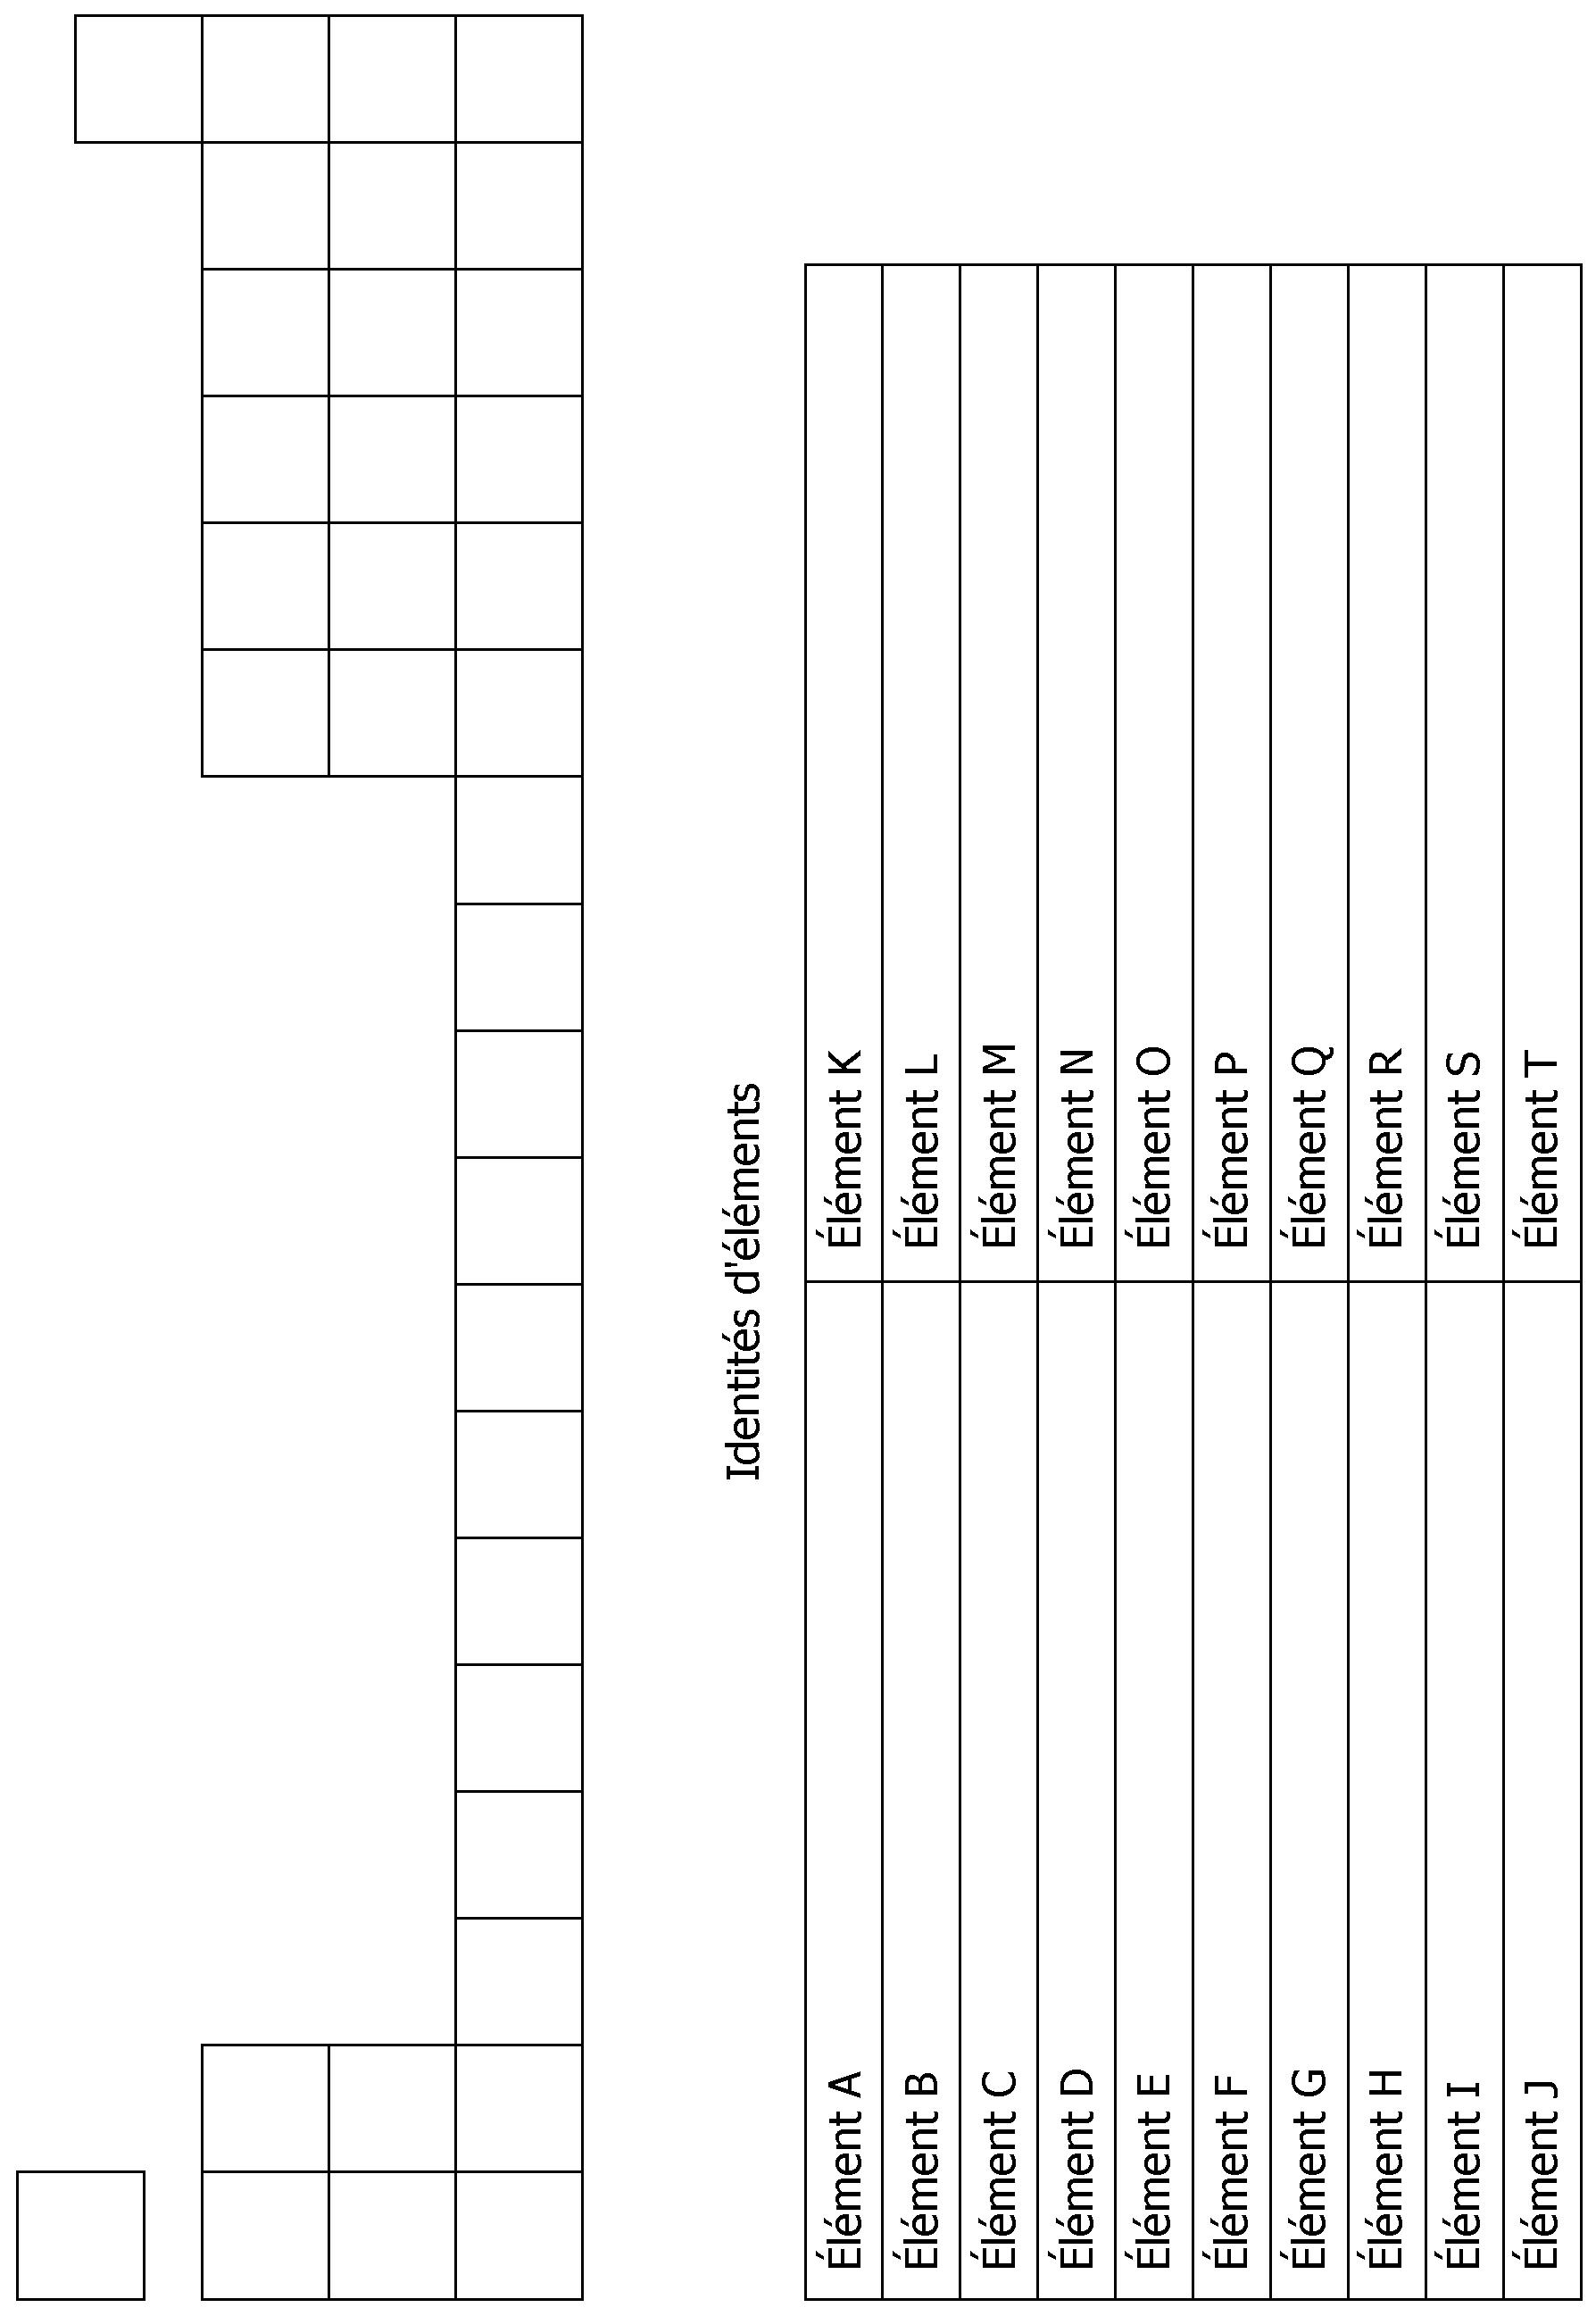 Identités d'éléments
Élément A Élément K
Élément B Élément L
Élément C Élément M
Élément D Élément N
Élément E Élément O
Élément F Élément P
Élément G Élément Q
Élément H Élément R
Élément I Élément S
Élément J Élément T